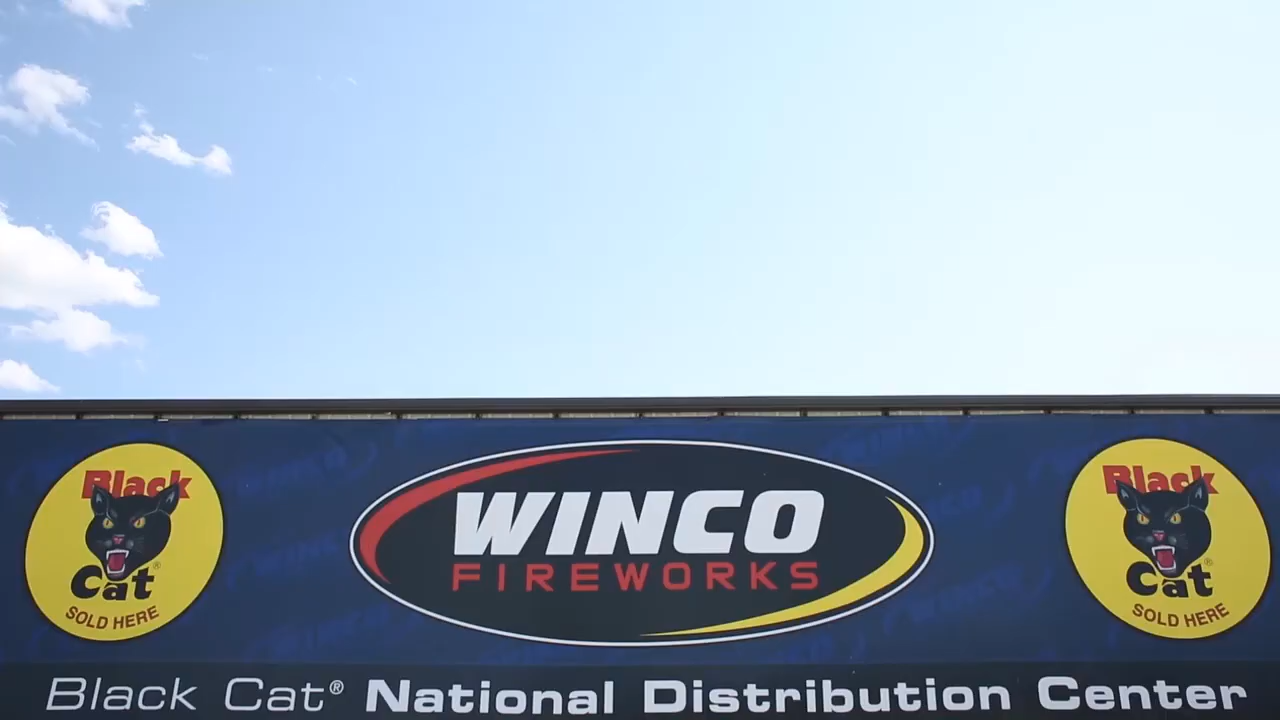 Black
Cat®
SOLD HERE
WINCO
FIREWORKS
Black
Cat®
SOLD HERE
Black Cat® National Distribution Center